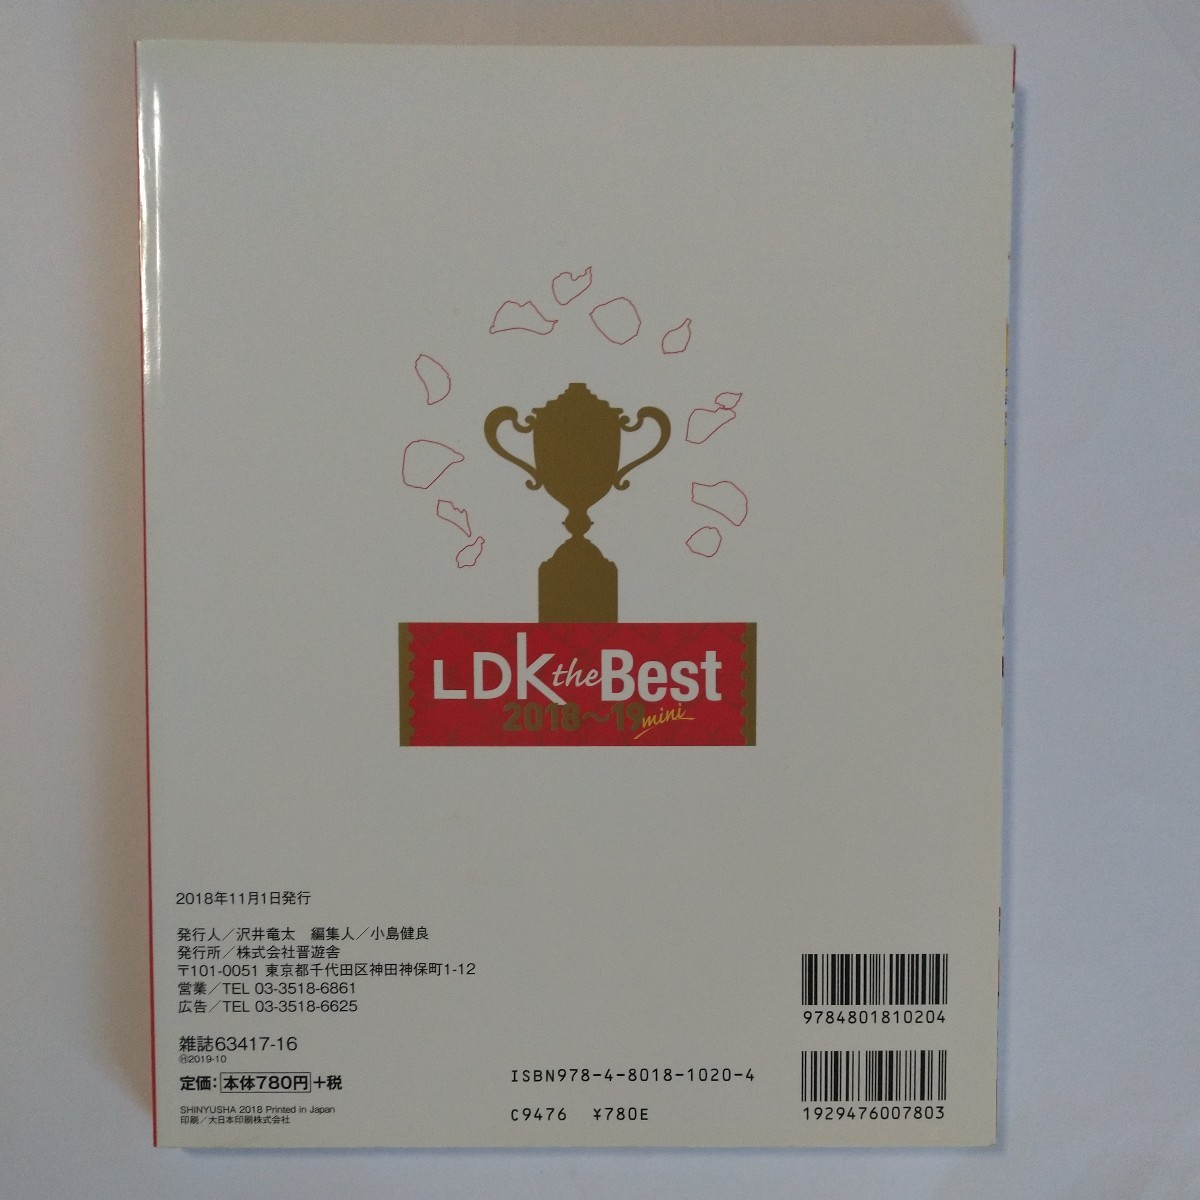 LDK the Best
2018～19 mini
2018年11月1日発行
発行人／沢井竜太　編集人／小島健良
発行所／株式会社晋遊舎
〒101-0051 東京都千代田区神田神保町1-12
営業／TEL 03-3518-6861
広告／TEL 03-3518-6625
雑誌63417-16
Ⓗ2019-10
定価：本体780円+税
SHINYUSHA 2018 Printed in Japan
印刷／大日本印刷株式会社
ISBN978-4-8018-1020-4
C9476 ¥780E
9784801810204
1929476007803